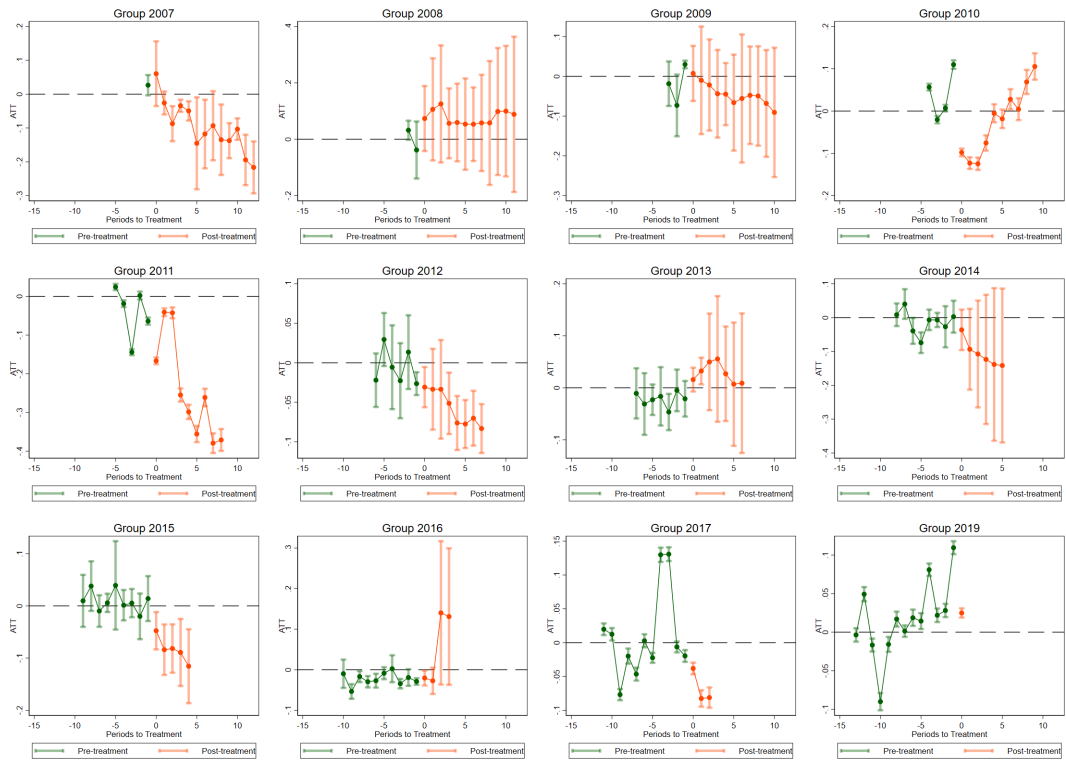 Group 2007
.2
.1
0
-.1
-.2
-.3
ATT
-15 -10 -5 0 5 10
Periods to Treatment
Pre-treatment Post-treatment
Group 2008
.4
.2
0
-.2
ATT
-15 -10 -5 0 5 10
Periods to Treatment
Pre-treatment Post-treatment
Group 2009
.1
0
-.1
-.2
-.3
ATT
-15 -10 -5 0 5 10
Periods to Treatment
Pre-treatment Post-treatment
Group 2010
.2
.1
0
-.1
-.2
ATT
-15 -10 -5 0 5 10
Periods to Treatment
Pre-treatment Post-treatment
Group 2011
0
-.1
-.2
-.3
-.4
ATT
-15 -10 -5 0 5 10
Periods to Treatment
Pre-treatment Post-treatment
Group 2012
.1
.05
0
-.05
-.1
ATT
-15 -10 -5 0 5 10
Periods to Treatment
Pre-treatment Post-treatment
Group 2013
.2
.1
0
-.1
ATT
-15 -10 -5 0 5 10
Periods to Treatment
Pre-treatment Post-treatment
Group 2014
.1
0
-.1
-.2
-.3
-.4
ATT
-15 -10 -5 0 5 10
Periods to Treatment
Pre-treatment Post-treatment
Group 2015
.1
0
-.1
-.2
ATT
-15 -10 -5 0 5 10
Periods to Treatment
Pre-treatment Post-treatment
Group 2016
.3
.2
.1
0
-.1
ATT
-15 -10 -5 0 5 10
Periods to Treatment
Pre-treatment Post-treatment
Group 2017
.15
.1
.05
0
-.05
-.1
ATT
-15 -10 -5 0 5 10
Periods to Treatment
Pre-treatment Post-treatment
Group 2019
.1
.05
0
-.05
-.1
ATT
-15 -10 -5 0 5 10
Periods to Treatment
Pre-treatment Post-treatment